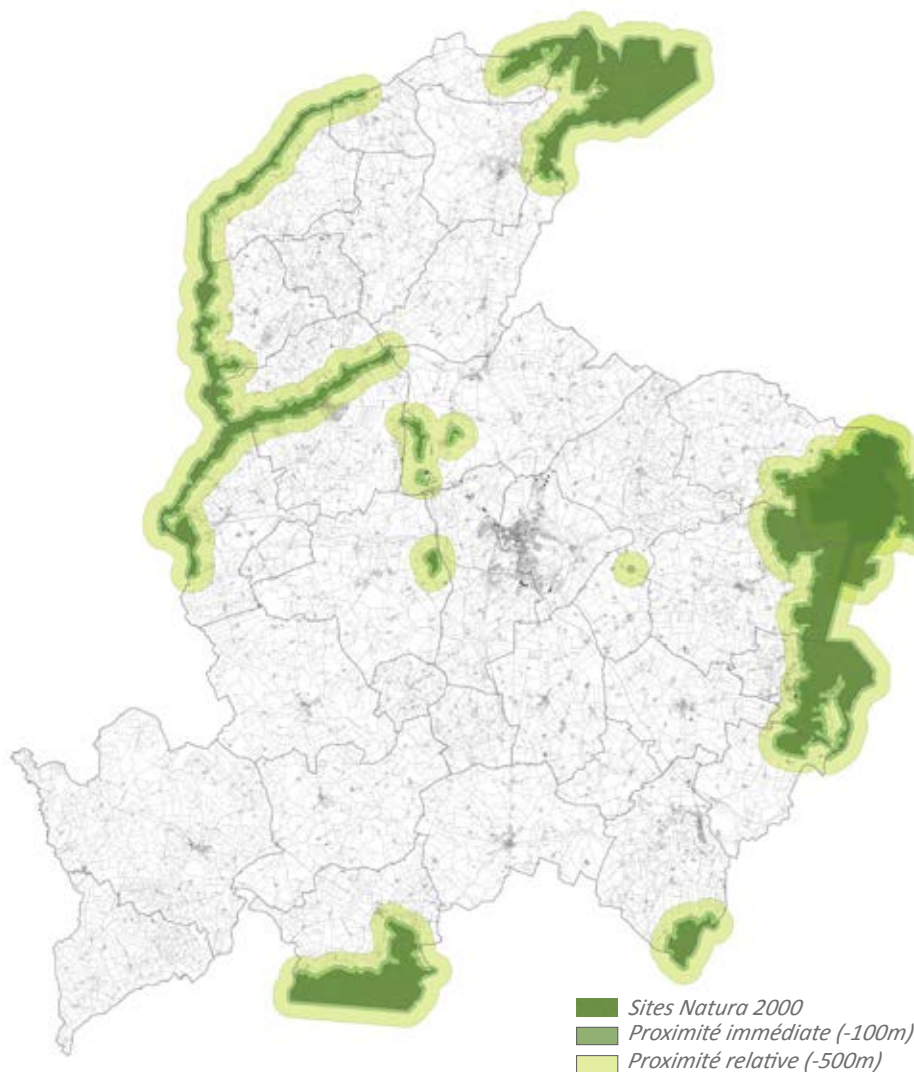 Sites Natura 2000
Proximité immédiate (-100m)
Proximité relative (-500m)